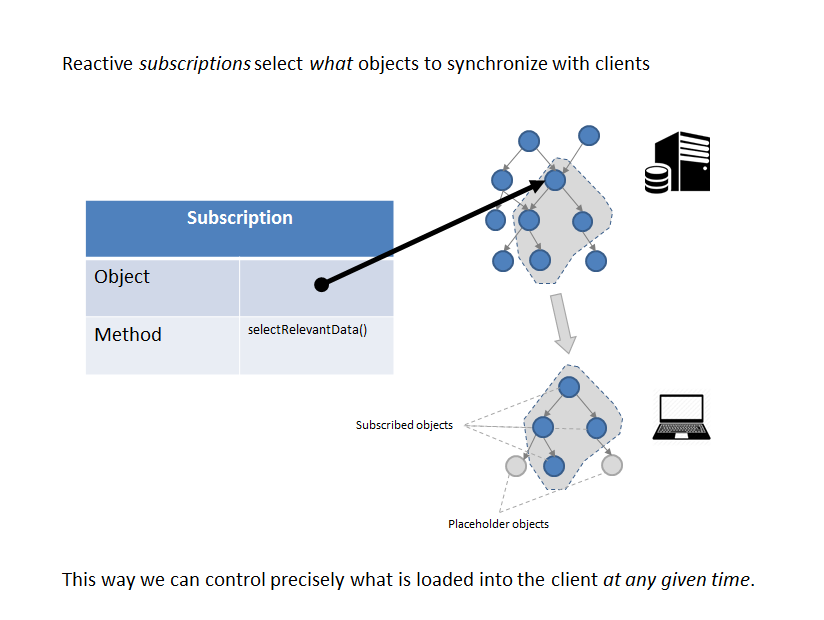 Reactive subscriptions select what objects to synchronize with clients
Subscription
Object
Method
selectRelevantData()
Subscribed objects
Placeholder objects
This way we can control precisely what is loaded into the client at any given time.